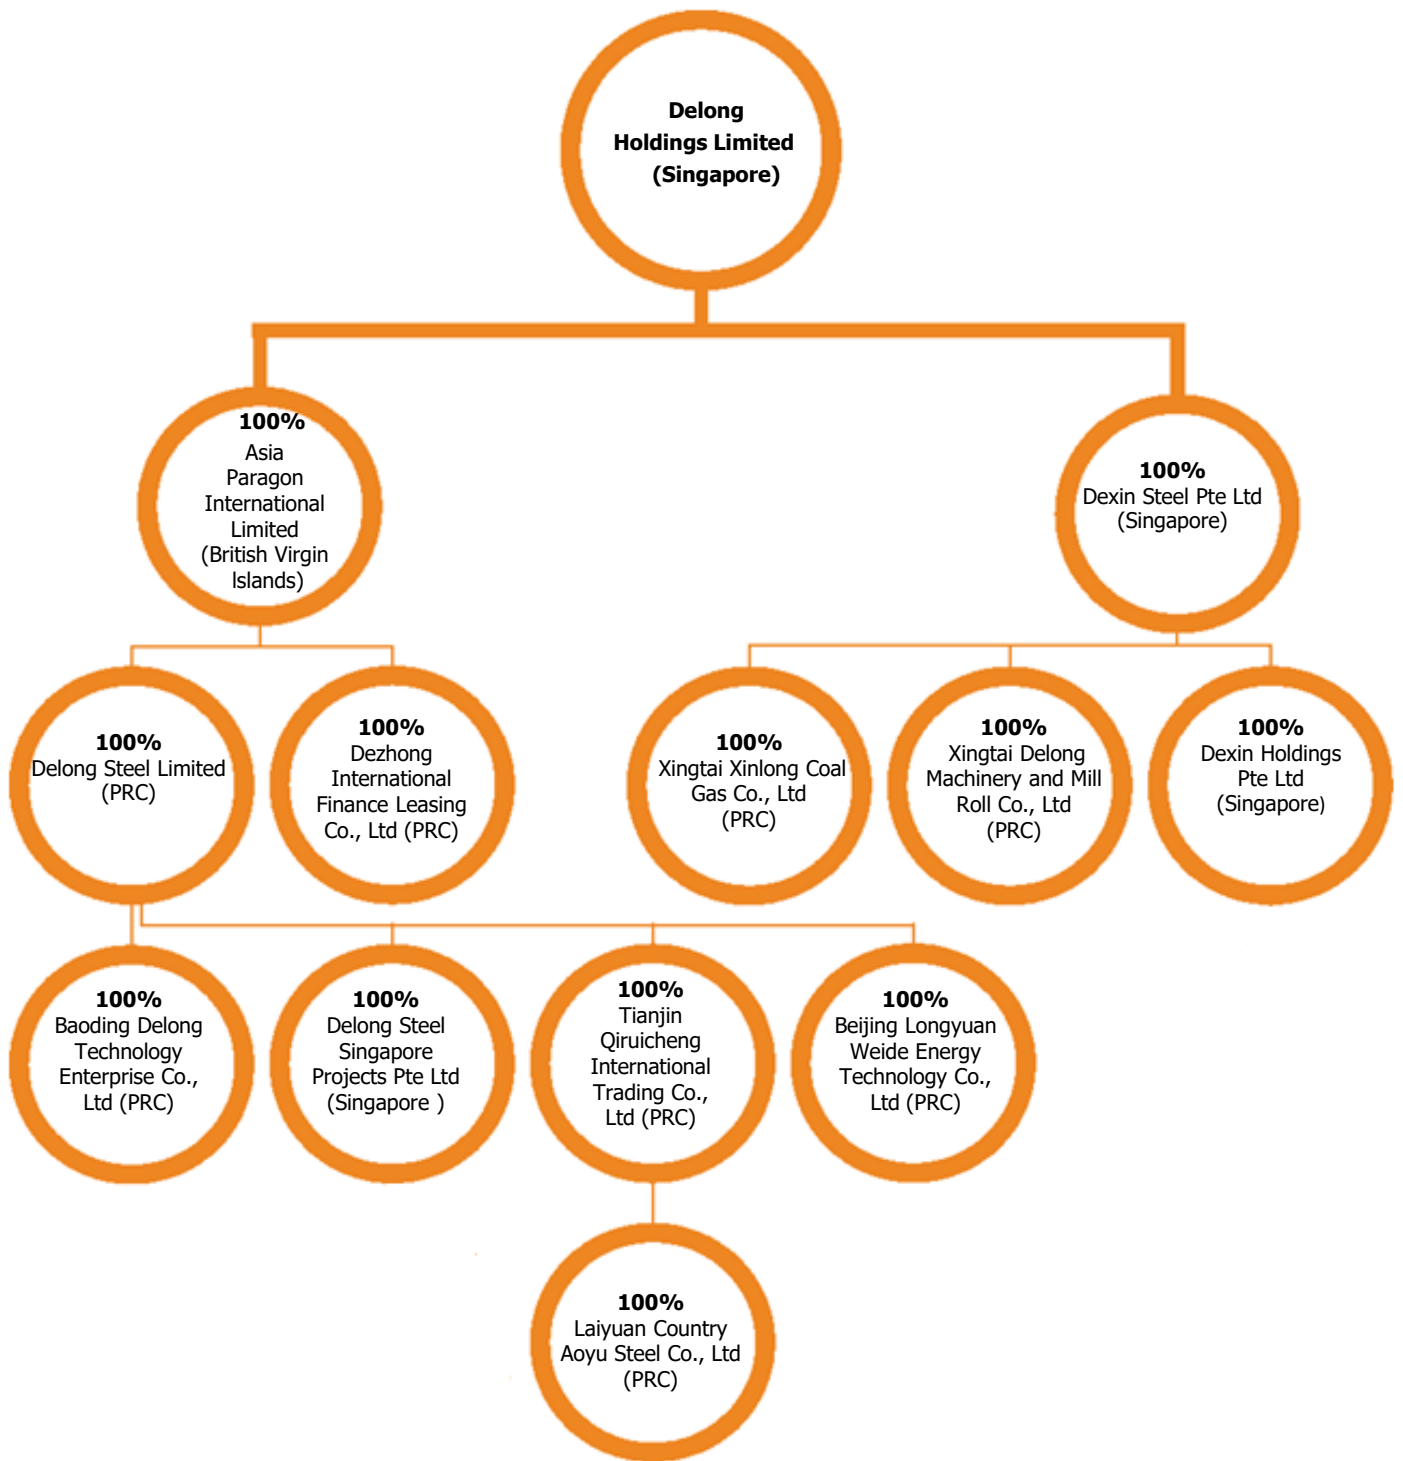 Delong
Holdings Limited
(Singapore)
100%
Asia
Paragon
International
Limited
(British Virgin
Islands)
100%
Dexin Steel Pte Ltd
(Singapore)
100%
Delong Steel Limited
(PRC)
100%
Dezhong
International
Finance Leasing
Co., Ltd (PRC)
100%
Xingtai Xinlong Coal
Gas Co., Ltd
(PRC)
100%
Xingtai Delong
Machinery and Mill
Roll Co., Ltd
(PRC)
100%
Dexin Holdings
Pte Ltd
(Singapore)
100%
Baoding Delong
Technology
Enterprise Co.,
Ltd (PRC)
100%
Delong Steel
Singapore
Projects Pte Ltd
(Singapore )
100%
Tianjin
Qiruicheng
International
Trading Co.,
Ltd (PRC)
100%
Beijing Longyuan
Weide Energy
Technology Co.,
Ltd (PRC)
100%
Laiyuan Country
Aoyu Steel Co., Ltd
(PRC)